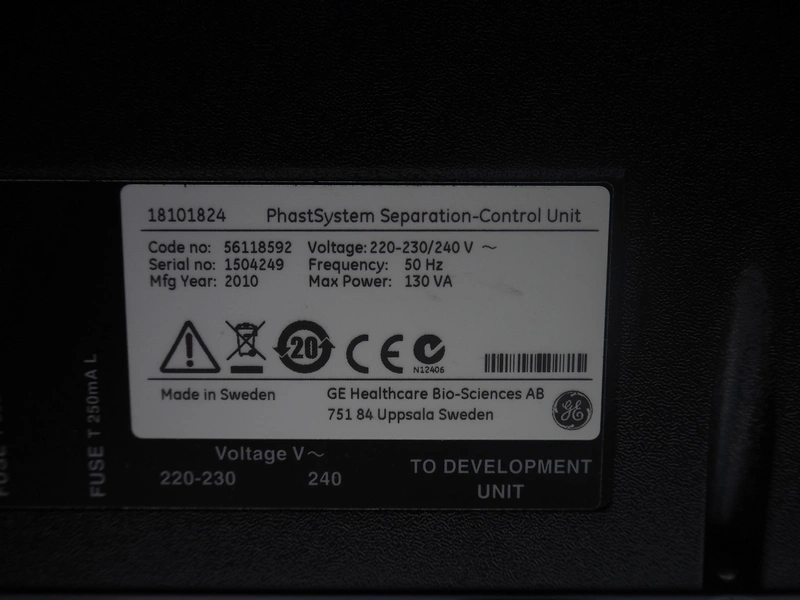 18101824 PhastSystem Separation-Control Unit
Code no: 56118592 Voltage: 220-230/240 V ~
Serial no: 1504249 Frequency: 50 Hz
Mfg Year: 2010 Max Power: 130 VA
20 CE N12406
Made in Sweden GE Healthcare Bio-Sciences AB
751 84 Uppsala Sweden
GE
FUSE T 250mA L
Voltage V~
220-230 240
TO DEVELOPMENT
UNIT